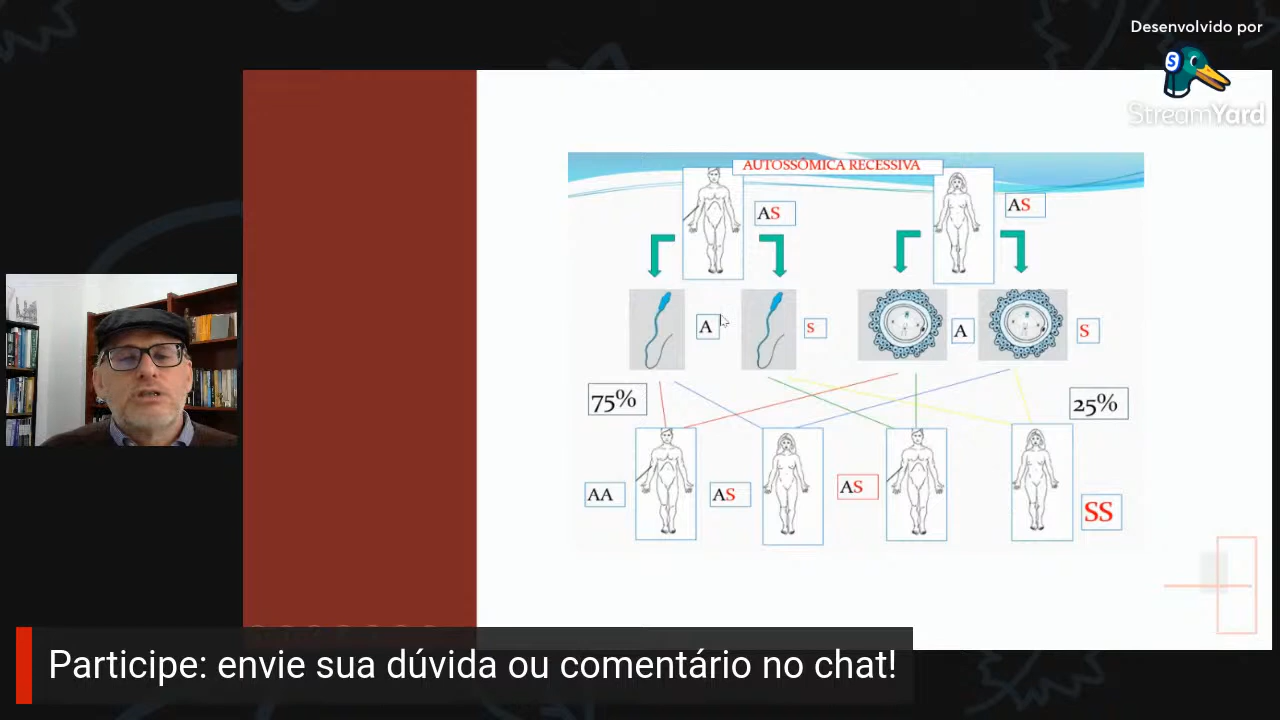 Desenvolvido por
S
StreamYard
AUTOSSÔMICA RECESSIVA
AS
AS
A
S
A
S
75%
25%
AA
AS
AS
SS
Participe: envie sua dúvida ou comentário no chat!